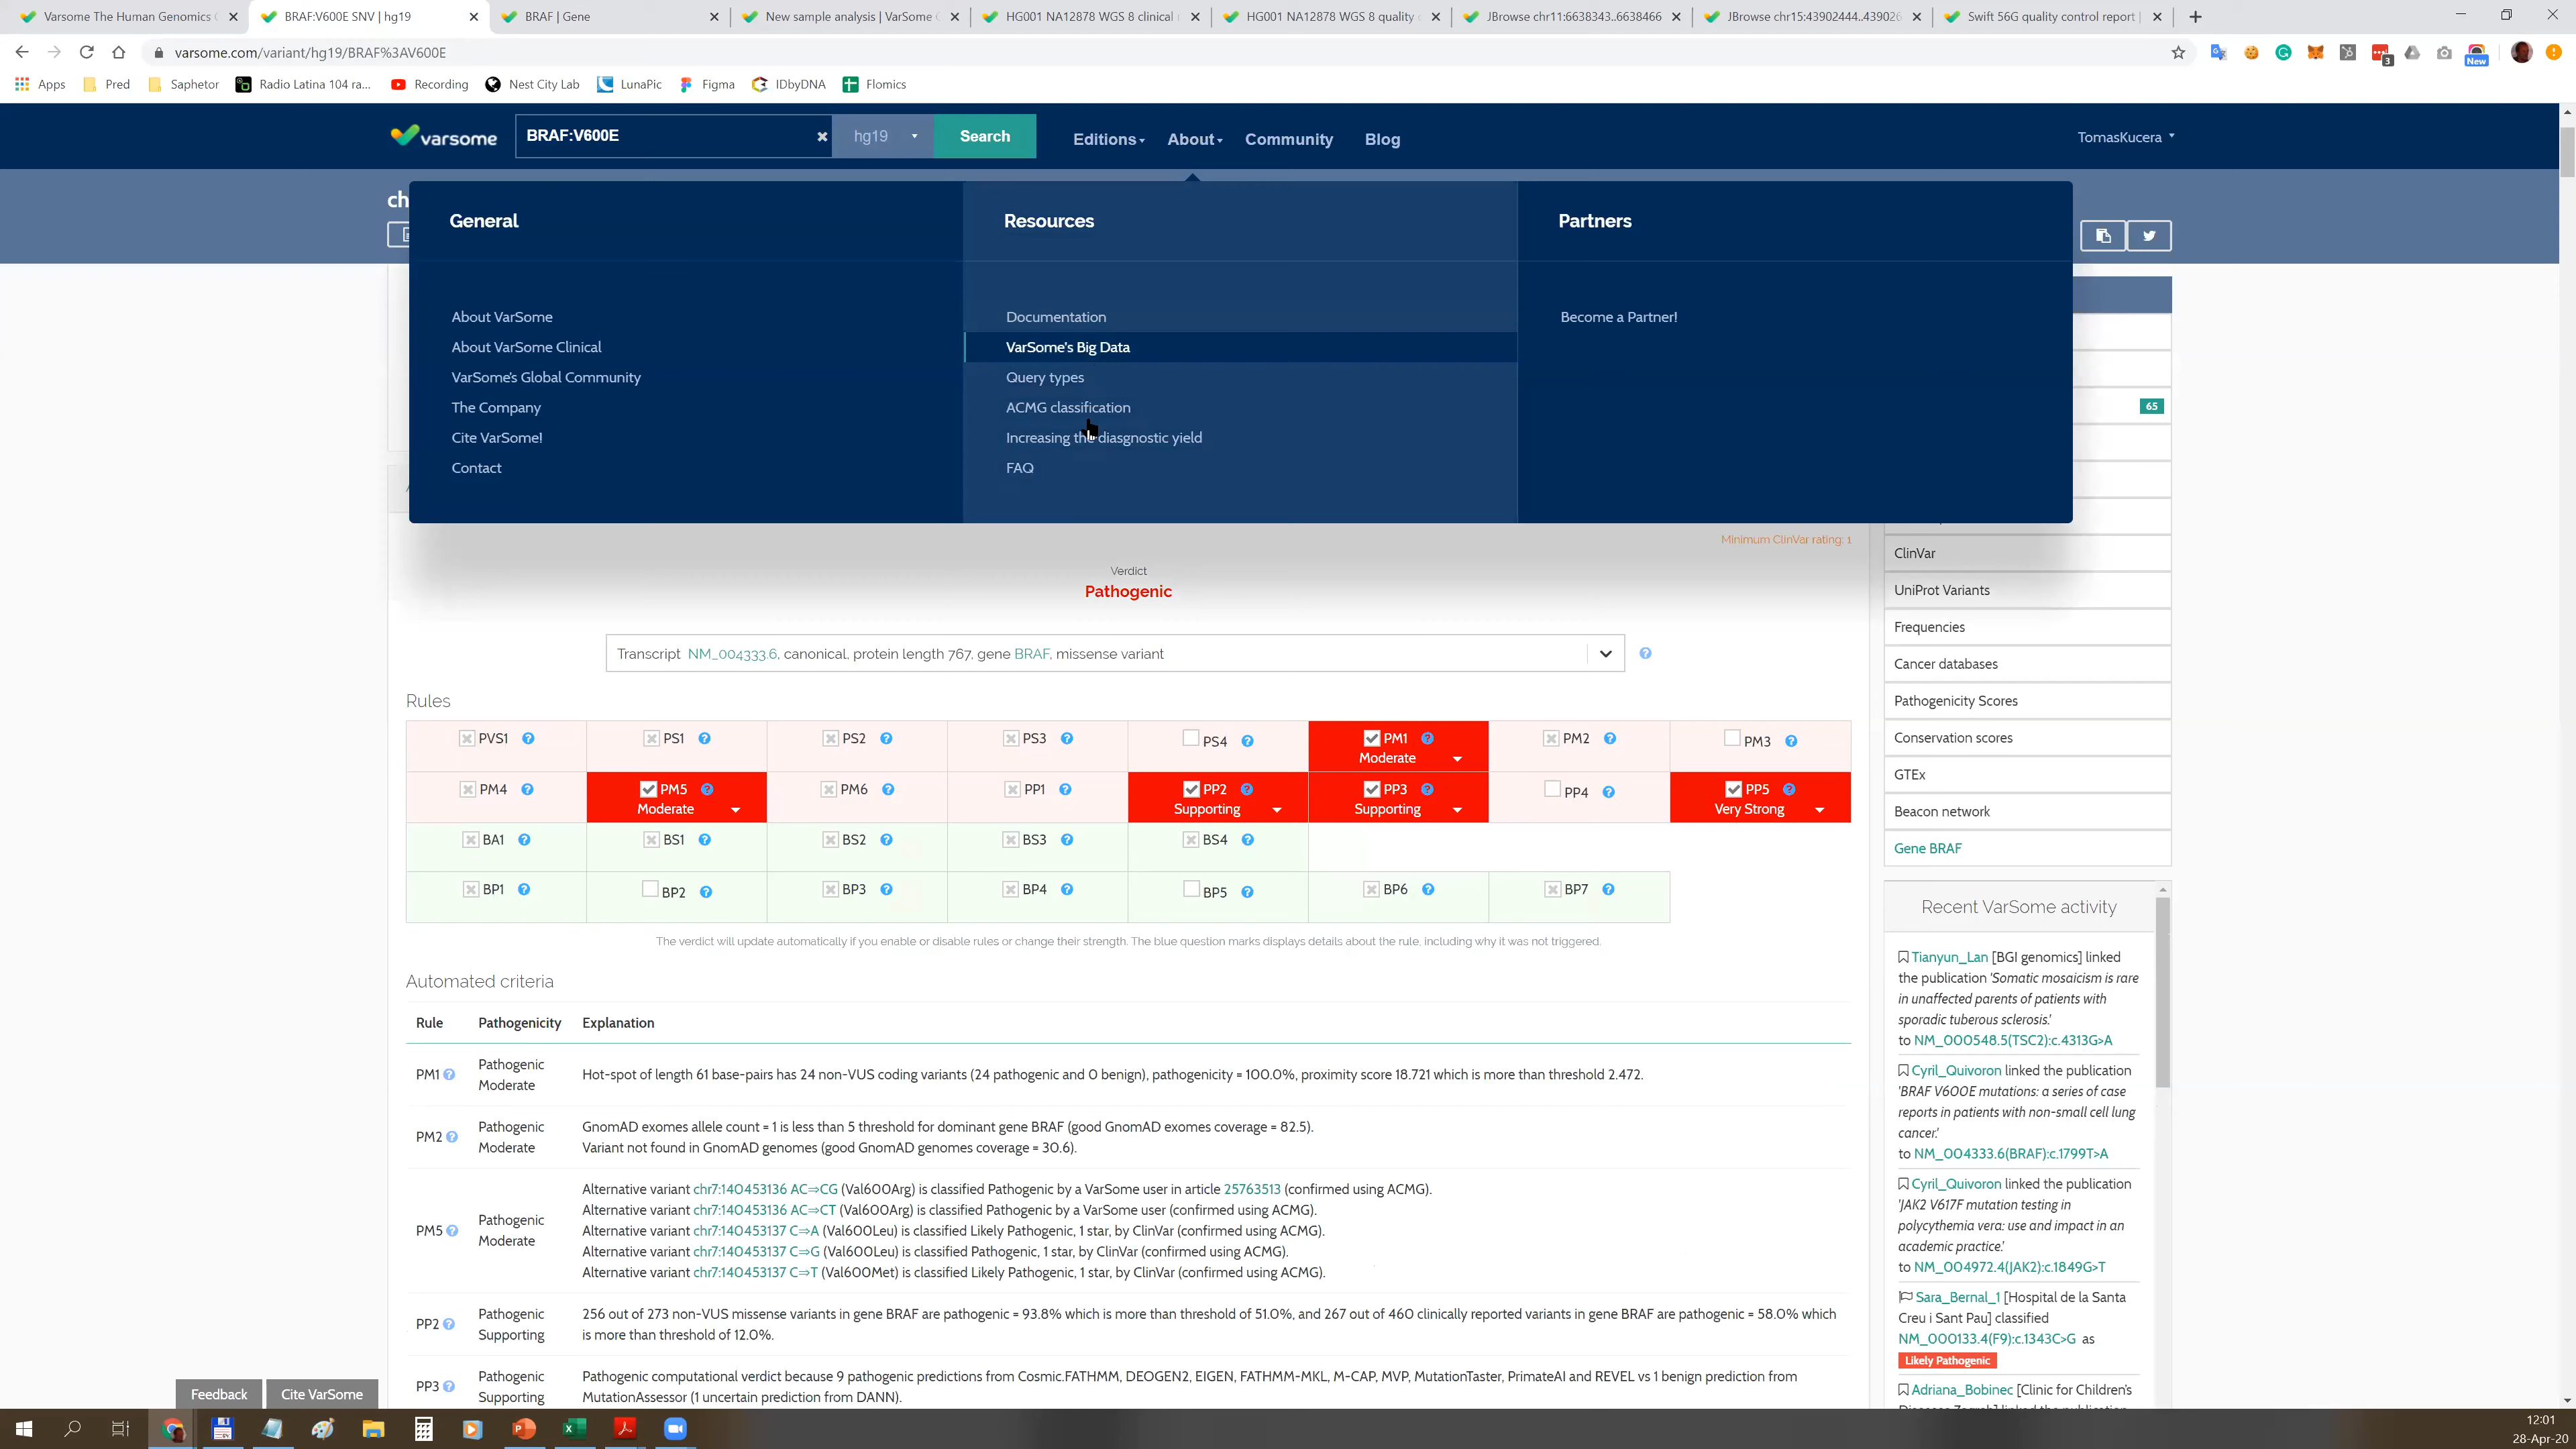 Varsome The Human Genomics
BRAF:V600E SNV | hg19
BRAF | Gene
New sample analysis | VarSome
HG001 NA12878 WGS 8 clinical
HG001 NA12878 WGS 8 quality
JBrowse chr11:6638343..6638466
JBrowse chr15:43902444..439026
Swift 56G quality control report
varsome.com/variant/hg19/BRAF%3AV600E
3
New
Apps
Pred
Saphetor
Radio Latina 104 ra...
Recording
Nest City Lab
LunaPic
Figma
IDbyDNA
Flomics
varsome
BRAF:V600E
hg19
Search
Editions
About
Community
Blog
TomasKucera
ch
General
Resources
Partners
About VarSome
Documentation
Become a Partner!
About VarSome Clinical
VarSome's Big Data
VarSome's Global Community
Query types
The Company
ACMG classification
65
Cite VarSome!
Increasing the diasgnostic yield
Contact
FAQ
Minimum ClinVar rating: 1
Verdict
Pathogenic
Transcript NM_004333.6, canonical, protein length 767, gene BRAF, missense variant
Rules
PVS1 PS1 PS2 PS3 PS4 PM1 PM2 PM3
Moderate
PM4 PM5 PM6 PP1 PP2 PP3 PP4 PP5
Moderate Supporting Supporting Very Strong
BA1 BS1 BS2 BS3 BS4
BP1 BP2 BP3 BP4 BP5 BP6 BP7
The verdict will update automatically if you enable or disable rules or change their strength. The blue question marks displays details about the rule, including why it was not triggered.
Automated criteria
Rule Pathogenicity Explanation
PM1 Pathogenic Moderate
Hot-spot of length 61 base-pairs has 24 non-VUS coding variants (24 pathogenic and 0 benign), pathogenicity = 100.0%, proximity score 18.721 which is more than threshold 2.472.
PM2 Pathogenic Moderate
GnomAD exomes allele count = 1 is less than 5 threshold for dominant gene BRAF (good GnomAD exomes coverage = 82.5).
Variant not found in GnomAD genomes (good GnomAD genomes coverage = 30.6).
PM5 Pathogenic Moderate
Alternative variant chr7:140453136 AC⇒CG (Val600Arg) is classified Pathogenic by a VarSome user in article 25763513 (confirmed using ACMG).
Alternative variant chr7:140453136 AC⇒CT (Val600Arg) is classified Pathogenic by a VarSome user (confirmed using ACMG).
Alternative variant chr7:140453137 C⇒A (Val600Leu) is classified Likely Pathogenic, 1 star, by ClinVar (confirmed using ACMG).
Alternative variant chr7:140453137 C⇒G (Val600Leu) is classified Pathogenic, 1 star, by ClinVar (confirmed using ACMG).
Alternative variant chr7:140453137 C⇒T (Val600Met) is classified Likely Pathogenic, 1 star, by ClinVar (confirmed using ACMG).
PP2 Pathogenic Supporting
256 out of 273 non-VUS missense variants in gene BRAF are pathogenic = 93.8% which is more than threshold of 51.0%, and 267 out of 460 clinically reported variants in gene BRAF are pathogenic = 58.0% which
is more than threshold of 12.0%.
PP3 Pathogenic Supporting
Pathogenic computational verdict because 9 pathogenic predictions from Cosmic.FATHMM, DEOGEN2, EIGEN, FATHMM-MKL, M-CAP, MVP, MutationTaster, PrimateAI and REVEL vs 1 benign prediction from
MutationAssessor (1 uncertain prediction from DANN).
ClinVar
UniProt Variants
Frequencies
Cancer databases
Pathogenicity Scores
Conservation scores
GTEx
Beacon network
Gene BRAF
Recent VarSome activity
Tianyun_Lan [BGI genomics] linked
the publication 'Somatic mosaicism is rare
in unaffected parents of patients with
sporadic tuberous sclerosis.'
to NM_000548.5(TSC2):c.4313G>A
Cyril_Quivoron linked the publication
'BRAF V600E mutations: a series of case
reports in patients with non-small cell lung
cancer.'
to NM_004333.6(BRAF):c.1799T>A
Cyril_Quivoron linked the publication
'JAK2 V617F mutation testing in
polycythemia vera: use and impact in an
academic practice.'
to NM_004972.4(JAK2):c.1849G>T
Sara_Bernal_1 [Hospital de la Santa
Creu i Sant Pau] classified
NM_000133.4(F9):c.1343C>G as
Likely Pathogenic
Adriana_Bobinec [Clinic for Children's
Feedback
Cite VarSome
12:01
28-Apr-20